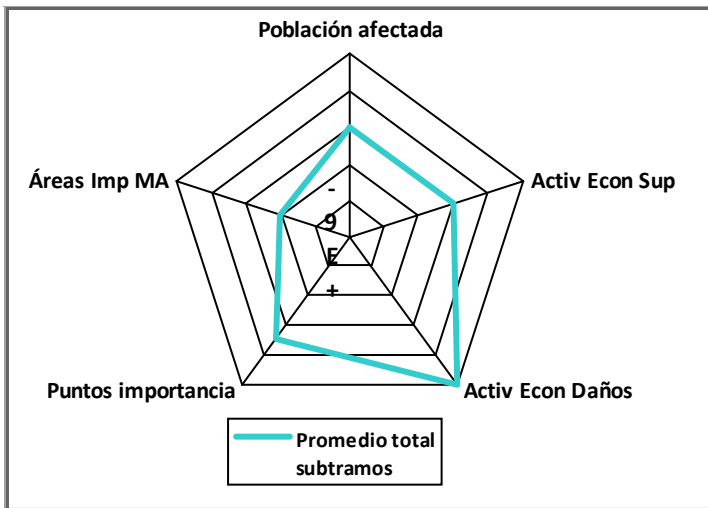 Población afectada
Áreas Imp MA
Activ Econ Sup
-
9
E
+
Puntos importancia
Activ Econ Daños
Promedio total
subtramos